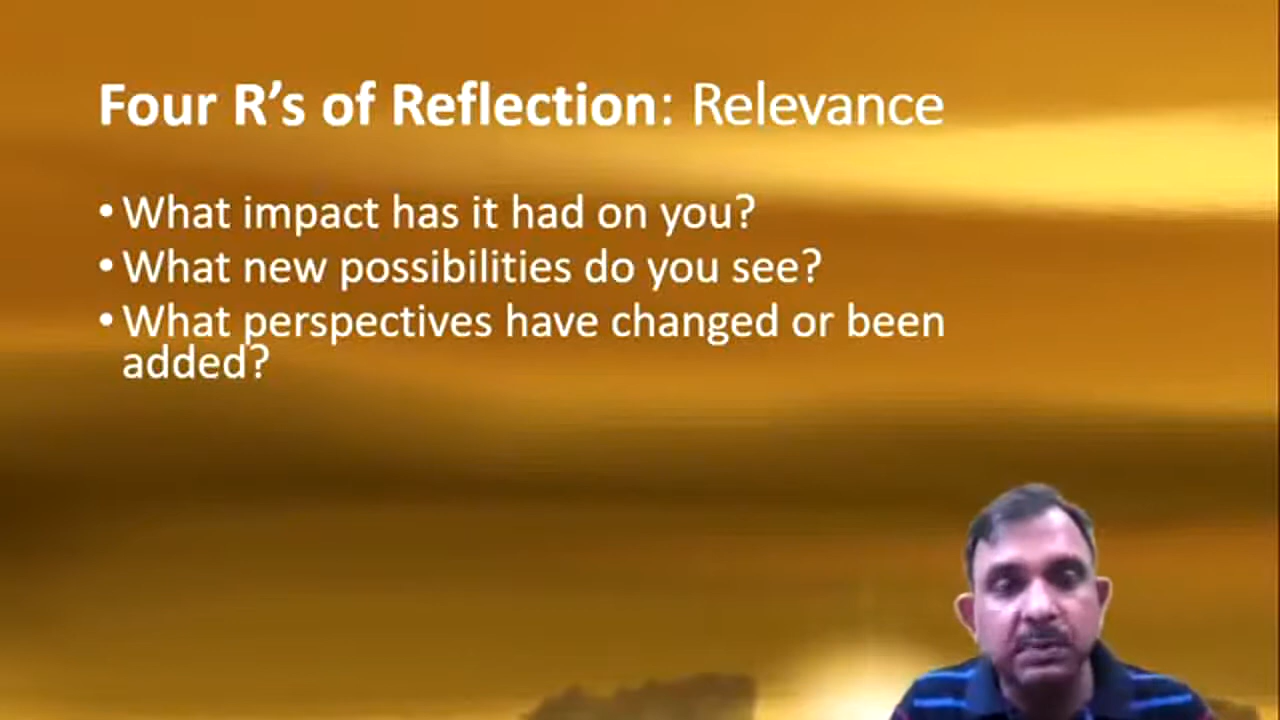 Four R’s of Reflection: Relevance
• What impact has it had on you?
• What new possibilities do you see?
• What perspectives have changed or been
added?